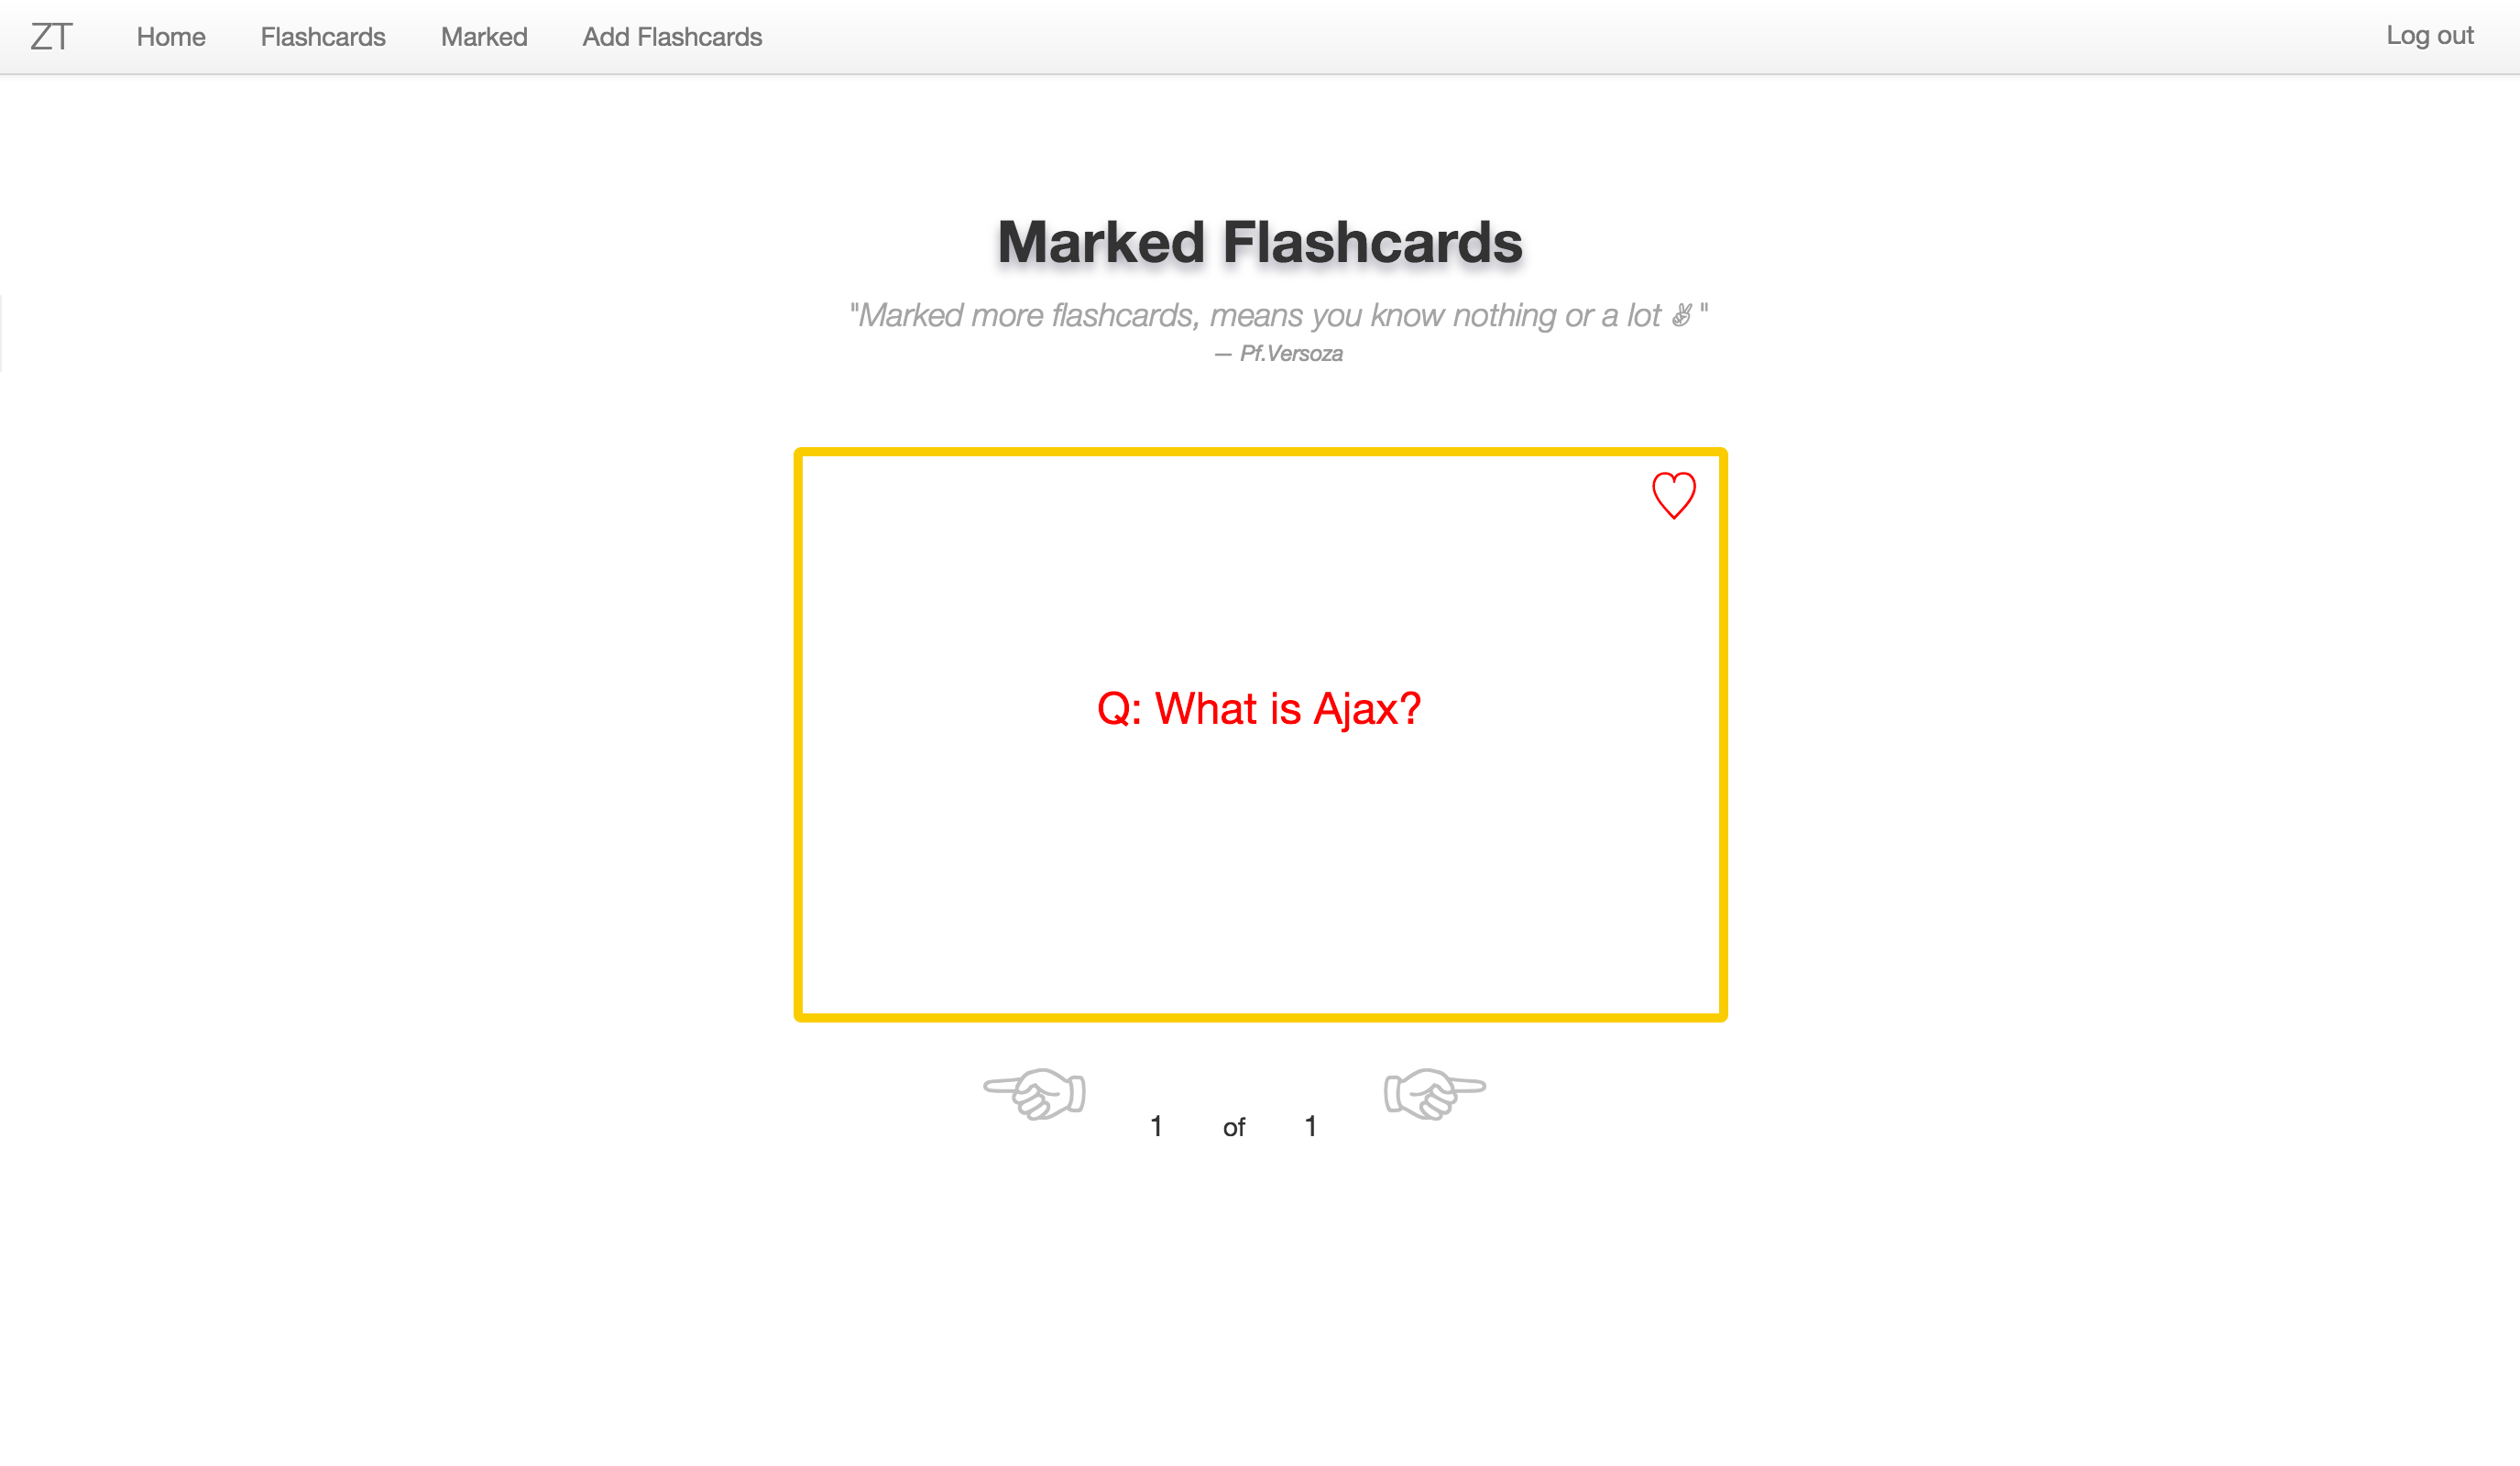 ZT Home Flashcards Marked Add Flashcards Log out
Marked Flashcards
"Marked more flashcards, means you know nothing or a lot ✌ "
— Pf.Versoza
Q: What is Ajax?
1 of 1